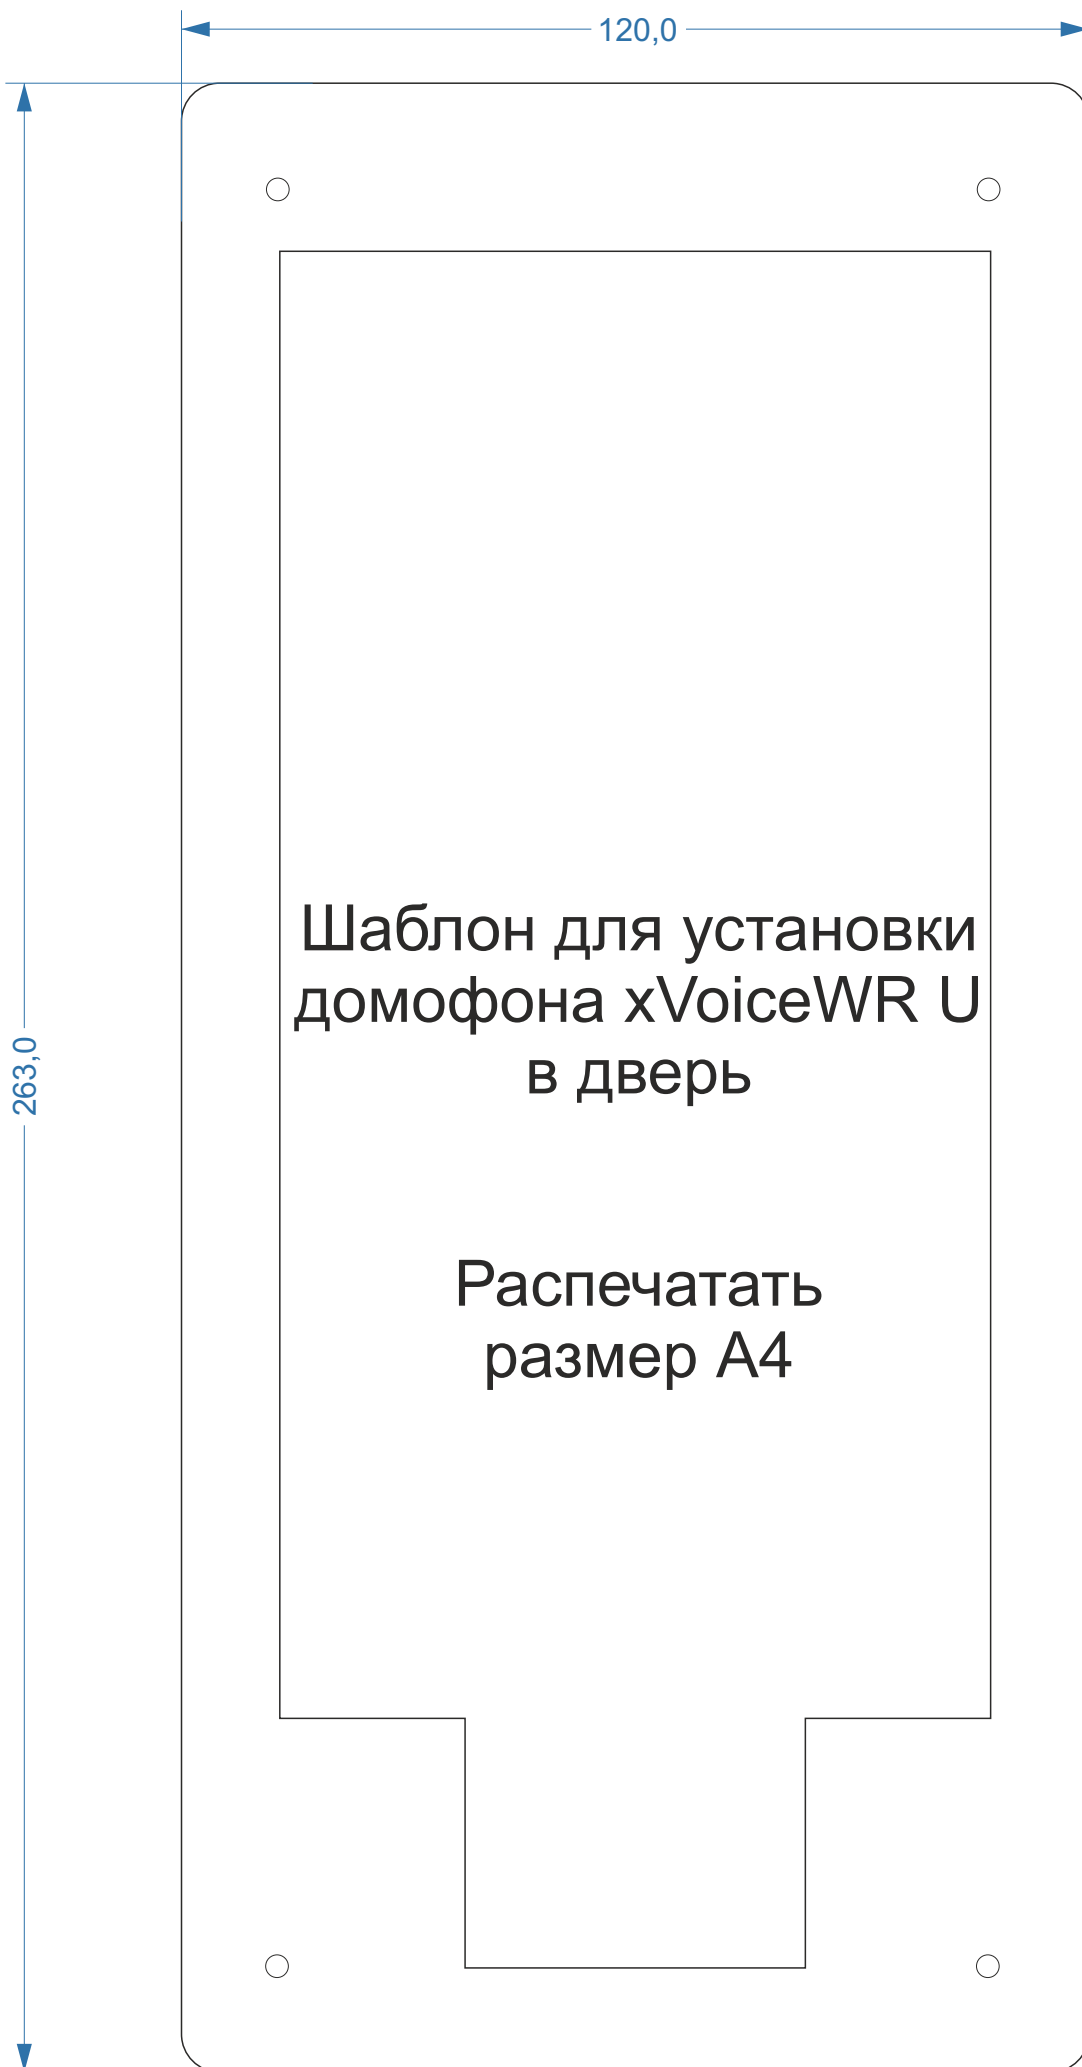 120,0
263,0
Шаблон для установки
домофона xVoiceWR U
в дверь
Распечатать
размер А4